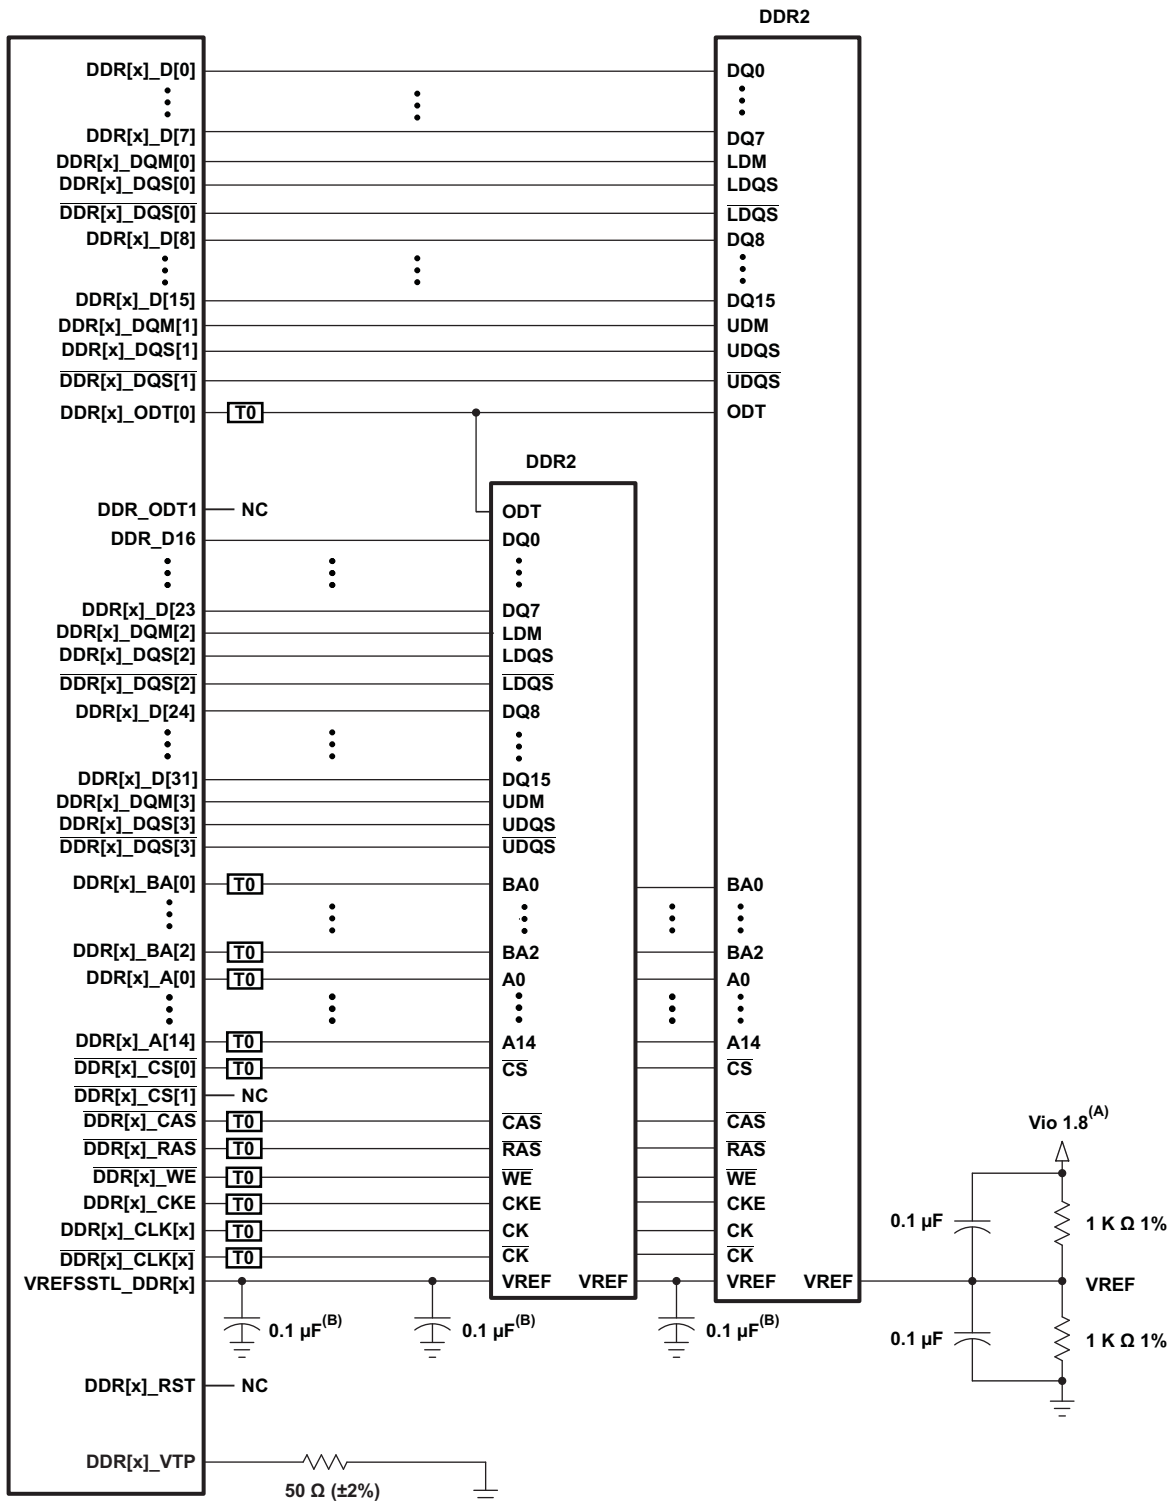 DDR2
DDR[x]_D[0] DQ0
DDR[x]_D[7] DQ7
DDR[x]_DQM[0] LDM
DDR[x]_DQS[0] LDQS
DDR[x]_DQS[0] LDQS
DDR[x]_D[8] DQ8
DDR[x]_D[15] DQ15
DDR[x]_DQM[1] UDM
DDR[x]_DQS[1] UDQS
DDR[x]_DQS[1] UDQS
DDR[x]_ODT[0] T0 ODT
DDR2
DDR_ODT1 NC ODT
DDR_D16 DQ0
DDR[x]_D[23 DQ7
DDR[x]_DQM[2] LDM
DDR[x]_DQS[2] LDQS
DDR[x]_DQS[2] LDQS
DDR[x]_D[24] DQ8
DDR[x]_D[31] DQ15
DDR[x]_DQM[3] UDM
DDR[x]_DQS[3] UDQS
DDR[x]_DQS[3] UDQS
DDR[x]_BA[0] T0 BA0 BA0
DDR[x]_BA[2] T0 BA2 BA2
DDR[x]_A[0] T0 A0 A0
DDR[x]_A[14] T0 A14 A14
DDR[x]_CS[0] T0 CS CS
DDR[x]_CS[1] NC
DDR[x]_CAS T0 CAS CAS Vio 1.8(A)
DDR[x]_RAS T0 RAS RAS
DDR[x]_WE T0 WE WE
DDR[x]_CKE T0 CKE CKE
DDR[x]_CLK[x] T0 CK CK 0.1 µF 1 K Ω 1%
DDR[x]_CLK[x] T0 CK CK
VREFSSTL_DDR[x] VREF VREF VREF VREF VREF
0.1 µF(B) 0.1 µF(B) 0.1 µF(B) 0.1 µF 1 K Ω 1%
DDR[x]_RST NC
DDR[x]_VTP
50 Ω (±2%)